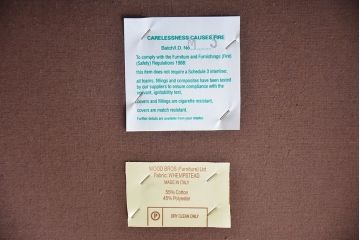 CARELESSNESS CAUSES FIRE
Batch/I.D. No. M 3
To comply with the Furniture and Furnishings (Fire)
(Safety) Regulations 1988:
this item does not require a Schedule 3 interliner,
all foams, fillings and composites have been tested
by our suppliers to ensure compliance with the
relevant, ignitability test,
covers and fillings are cigarette resistant,
covers are match resistant.
Further details are available from your retailer
WOOD BROS (Furniture) Ltd
Fabric: WHEMPSTEAD
MADE IN ITALY
55% Cotton
45% Polyester
P
DRY CLEAN ONLY